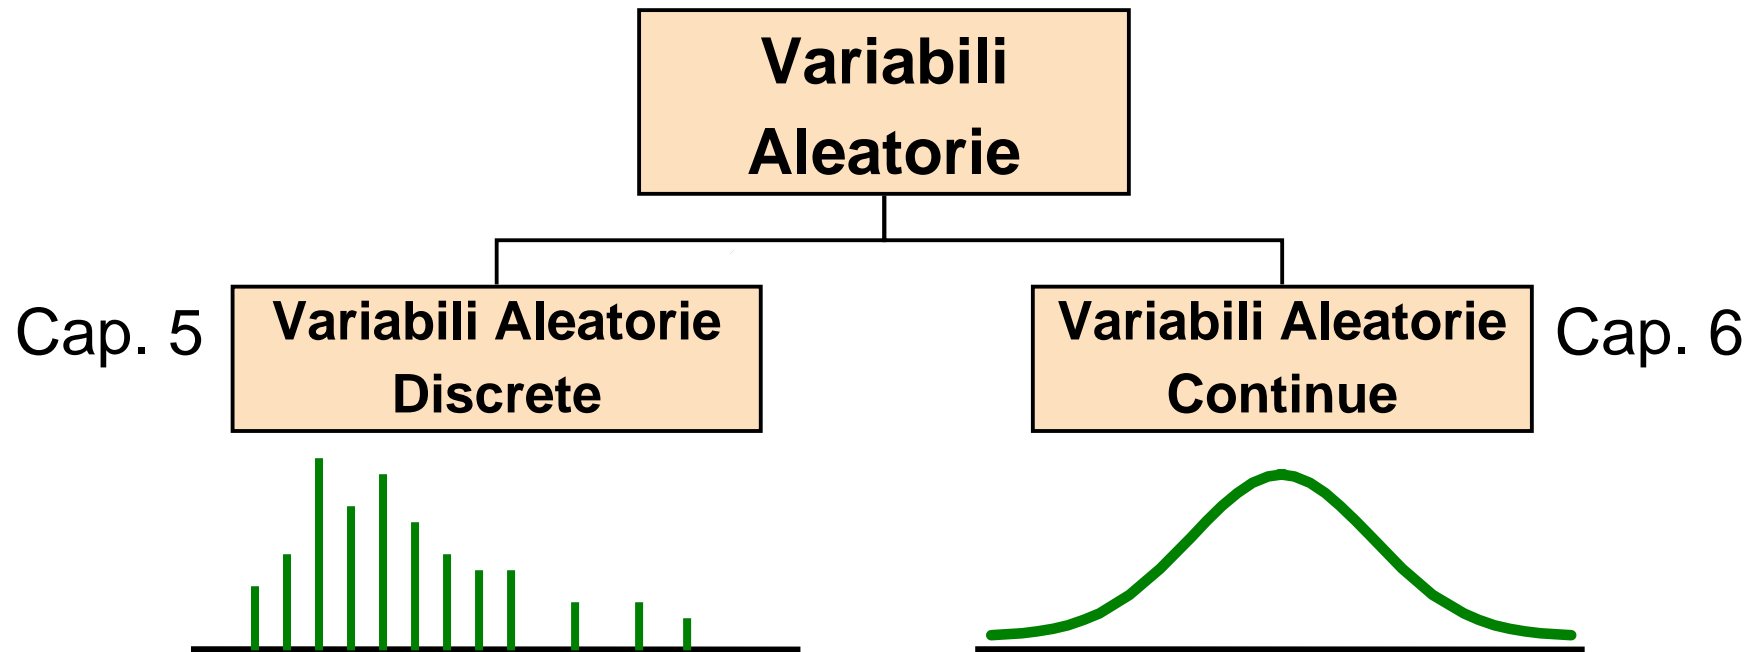 Variabili
Aleatorie
Cap. 5
Variabili Aleatorie
Discrete
Variabili Aleatorie
Continue
Cap. 6